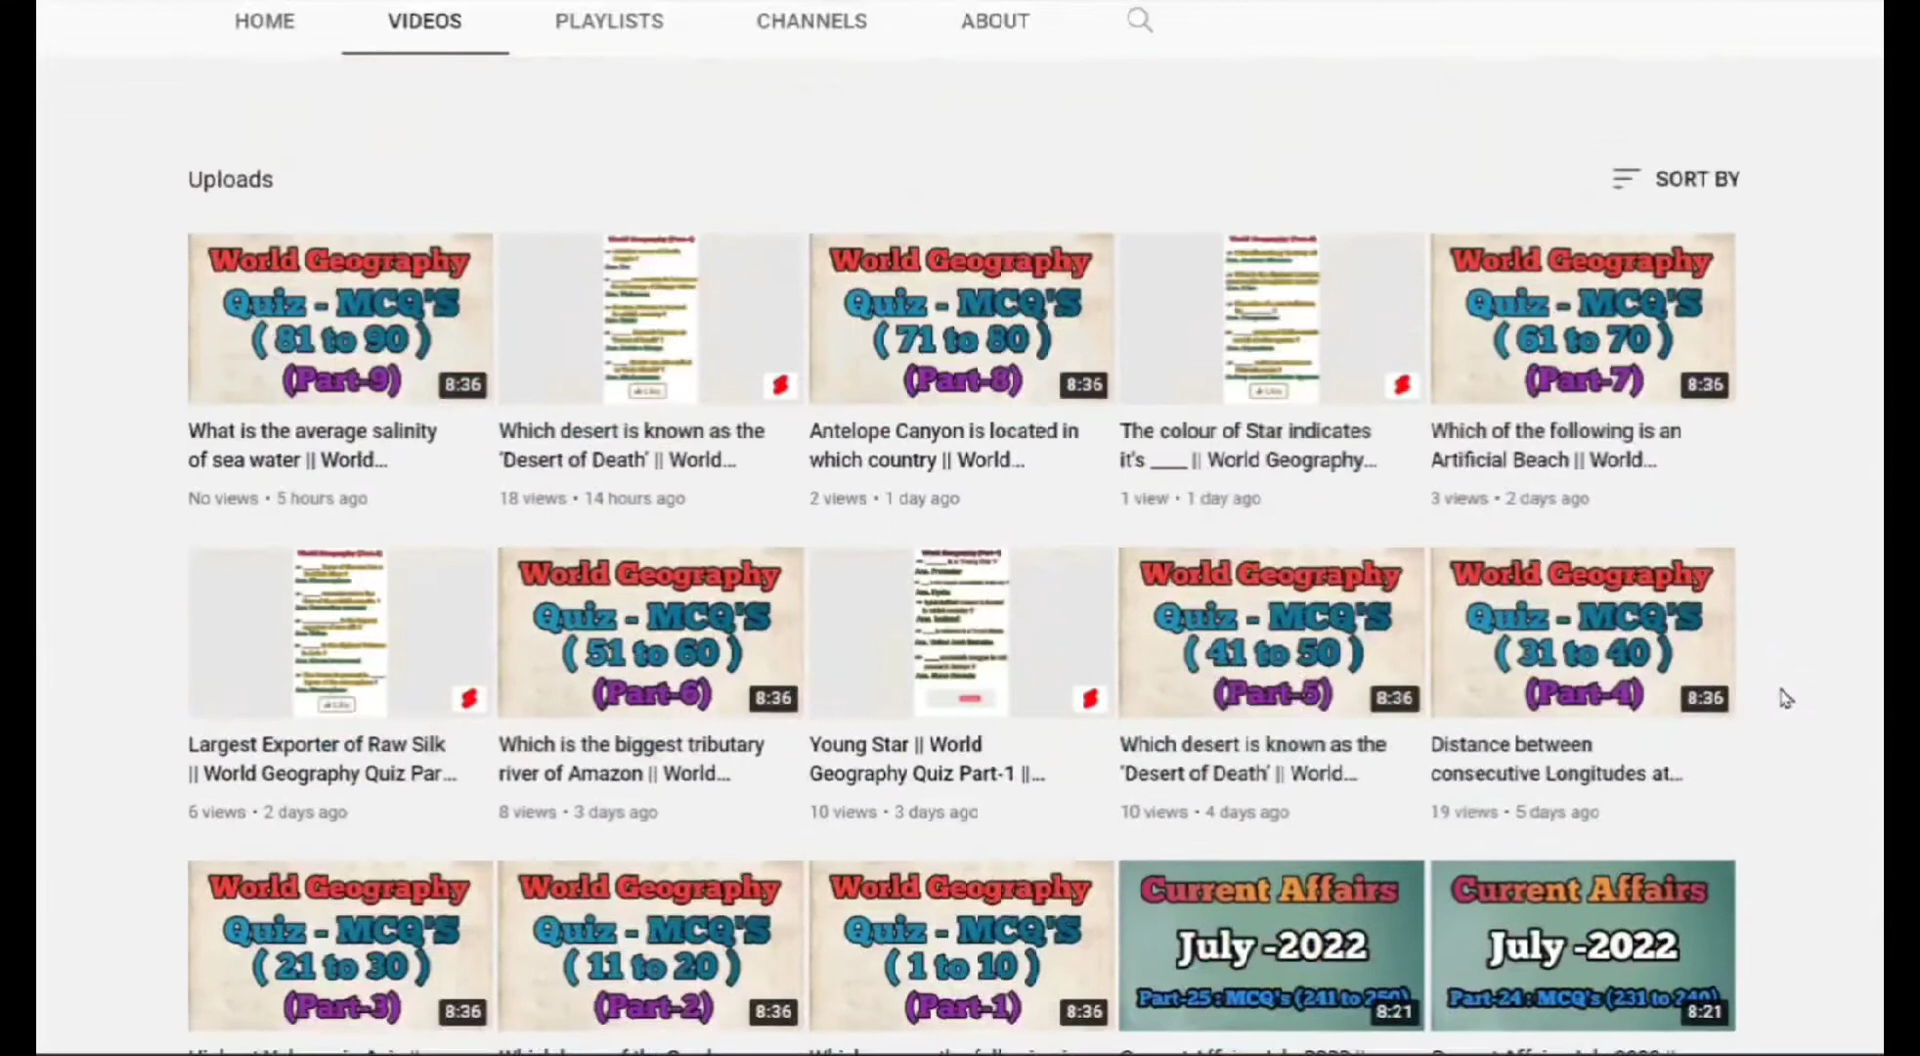 HOME
VIDEOS
PLAYLISTS
CHANNELS
ABOUT
Uploads
SORT BY
World Geography
Quiz - MCQ'S
( 81 to 90 )
(Part-9)
8:36
What is the average salinity
of sea water || World...
No views • 5 hours ago
Which desert is known as the
'Desert of Death' || World...
18 views • 14 hours ago
World Geography
Quiz - MCQ'S
( 71 to 80 )
(Part-8)
8:36
Antelope Canyon is located in
which country || World...
2 views • 1 day ago
The colour of Star indicates
it's ____ || World Geography...
1 view • 1 day ago
World Geography
Quiz - MCQ'S
( 61 to 70 )
(Part-7)
8:36
Which of the following is an
Artificial Beach || World...
3 views • 2 days ago
Largest Exporter of Raw Silk
|| World Geography Quiz Par...
6 views • 2 days ago
World Geography
Quiz - MCQ'S
( 51 to 60 )
(Part-6)
8:36
Which is the biggest tributary
river of Amazon || World...
8 views • 3 days ago
Young Star || World
Geography Quiz Part-1 ||...
10 views • 3 days ago
World Geography
Quiz - MCQ'S
( 41 to 50 )
(Part-5)
8:36
Which desert is known as the
'Desert of Death' || World...
10 views • 4 days ago
World Geography
Quiz - MCQ'S
( 31 to 40 )
(Part-4)
8:36
Distance between
consecutive Longitudes at...
19 views • 5 days ago
World Geography
Quiz - MCQ'S
( 21 to 30 )
(Part-3)
8:36
World Geography
Quiz - MCQ'S
( 11 to 20 )
(Part-2)
8:36
World Geography
Quiz - MCQ'S
( 1 to 10 )
(Part-1)
8:36
Current Affairs
July -2022
Part-25 : MCQ's (241 to 250)
8:21
Current Affairs
July -2022
Part-24 : MCQ's (231 to 240)
8:21